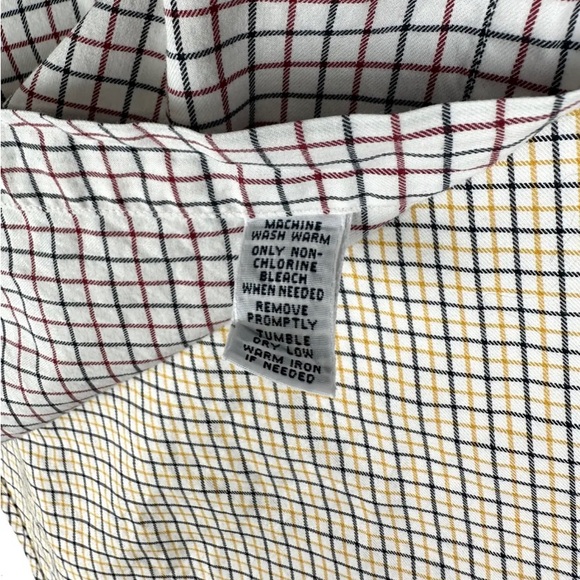 MACHINE
WASH WARM
ONLY NON-
CHLORINE
BLEACH
WHEN NEEDED
REMOVE
PROMPTLY
TUMBLE
DRY LOW
WARM IRON
IF NEEDED